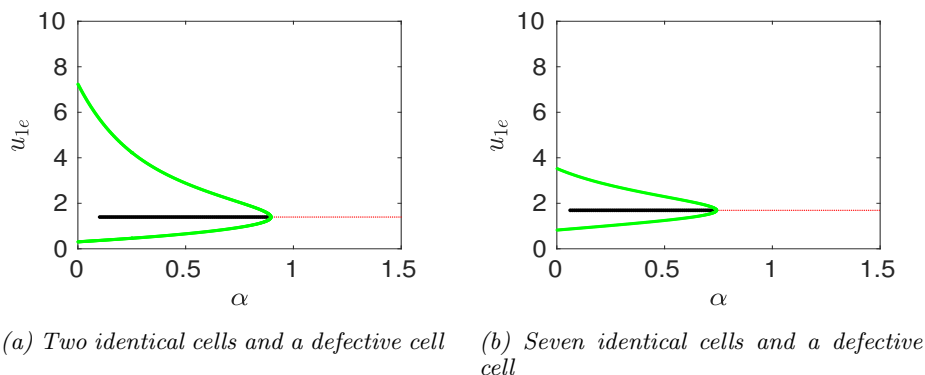 10
8
6
4
2
0
u1e
0
0.5
1
1.5
α
(a) Two identical cells and a defective cell
10
8
6
4
2
0
u1e
0
0.5
1
1.5
α
(b) Seven identical cells and a defective
cell